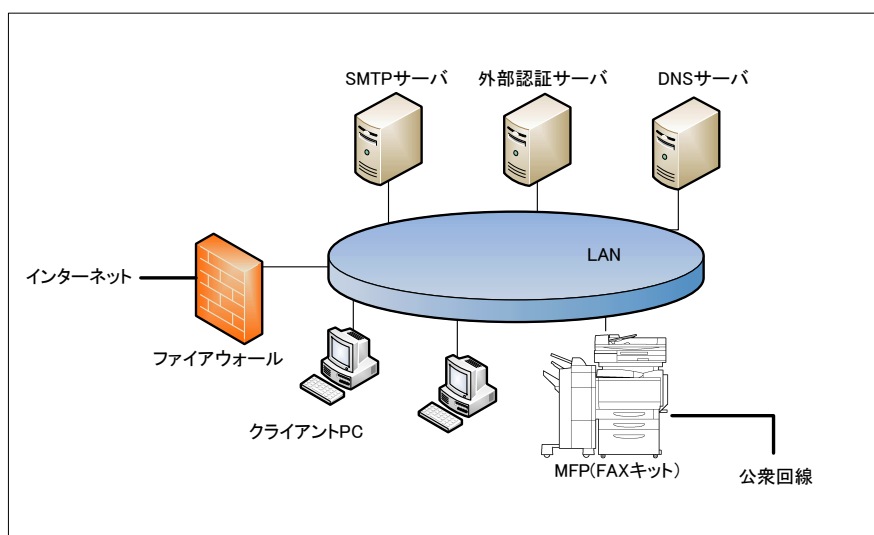 SMTPサーバ
外部認証サーバ
DNSサーバ
LAN
インターネット
ファイアウォール
クライアントPC
MFP(FAXキット)
公衆回線